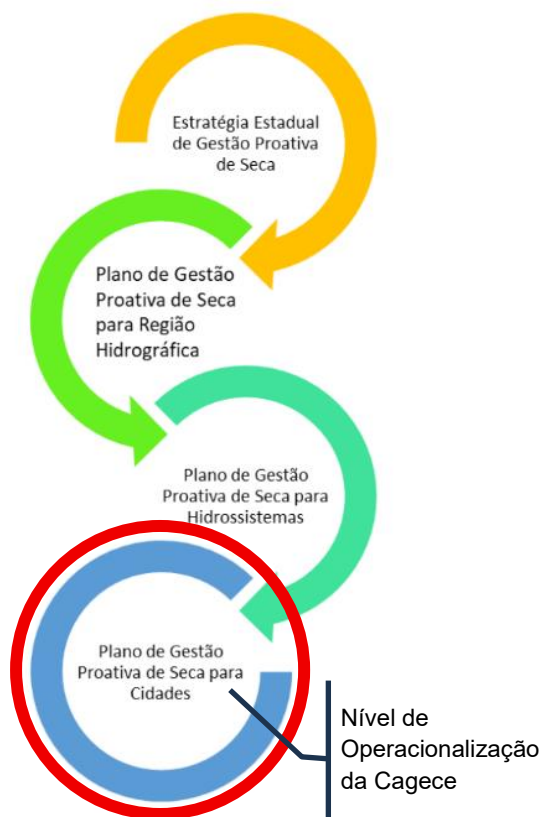 Estratégia Estadual
de Gestão Proativa
de Seca
Plano de Gestão
Proativa de Seca
para Região
Hidrográfica
Plano de Gestão
Proativa de Seca para
Hidrossistemas
Plano de Gestão
Proativa de Seca para
Cidades
Nível de
Operacionalização
da Cagece